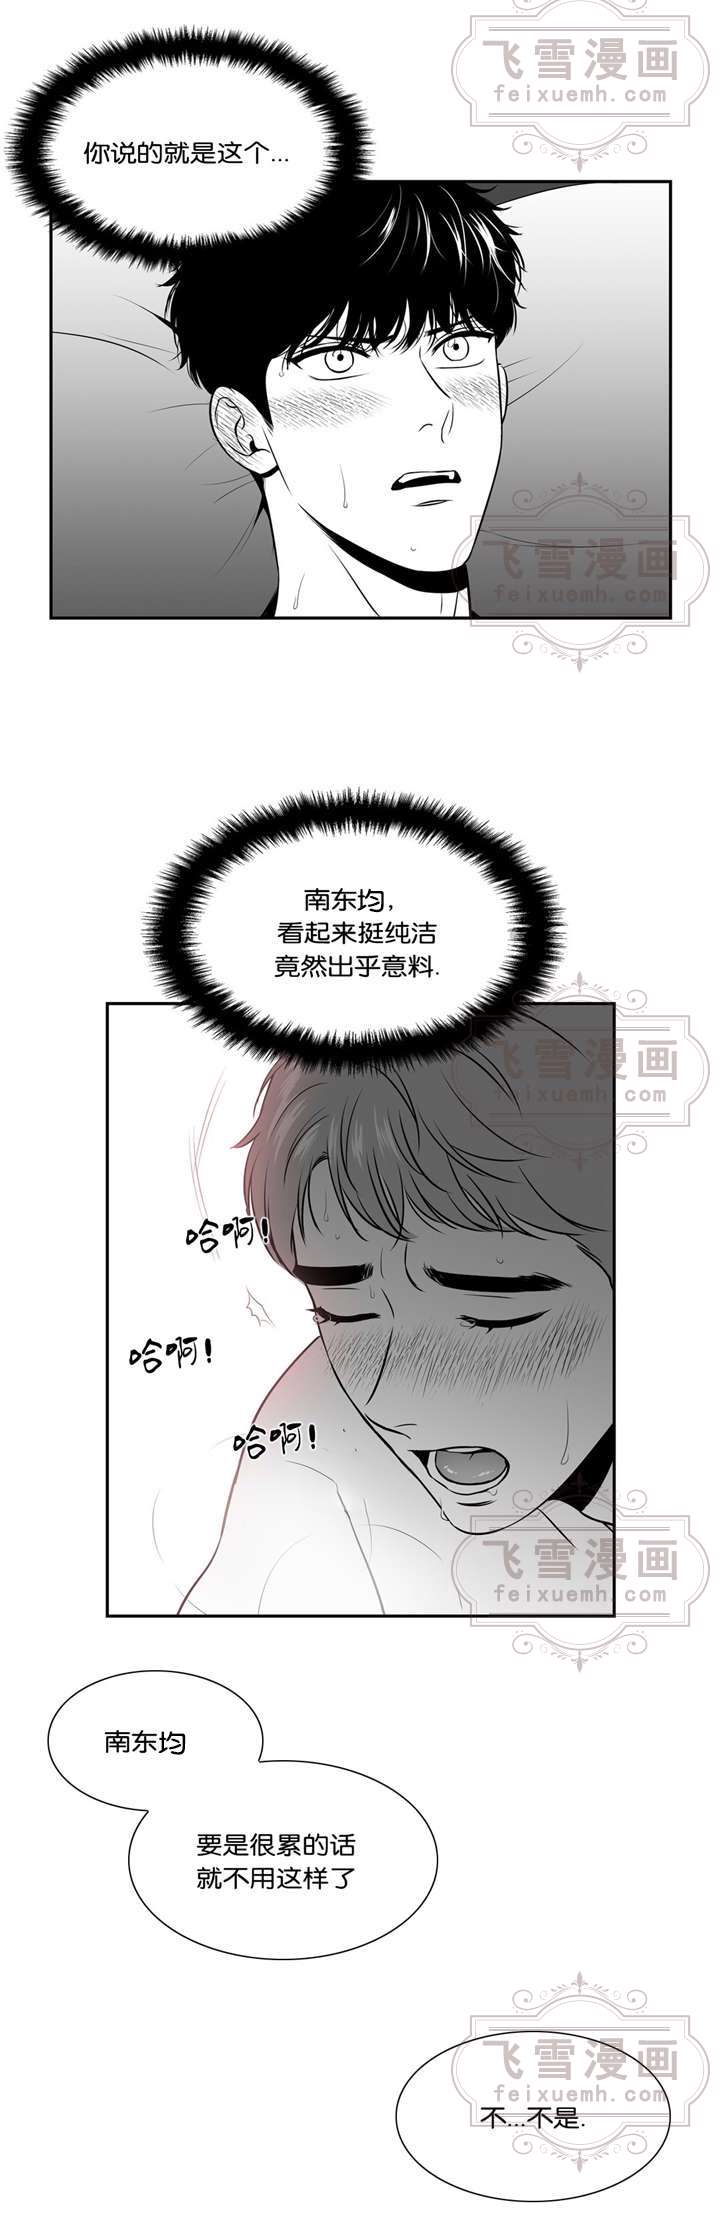 飞雪漫画
feixuemh.com
你说的就是这个...
飞雪漫画
feixuemh.com
南东均,
看起来挺纯洁
竟然出乎意料.
飞雪漫画
feixuemh.com
哈啊!
哈啊!
哈啊!
飞雪漫画
feixuemh.com
南东均
要是很累的话
就不用这样了
飞雪漫画
feixuemh.com
不...不是.